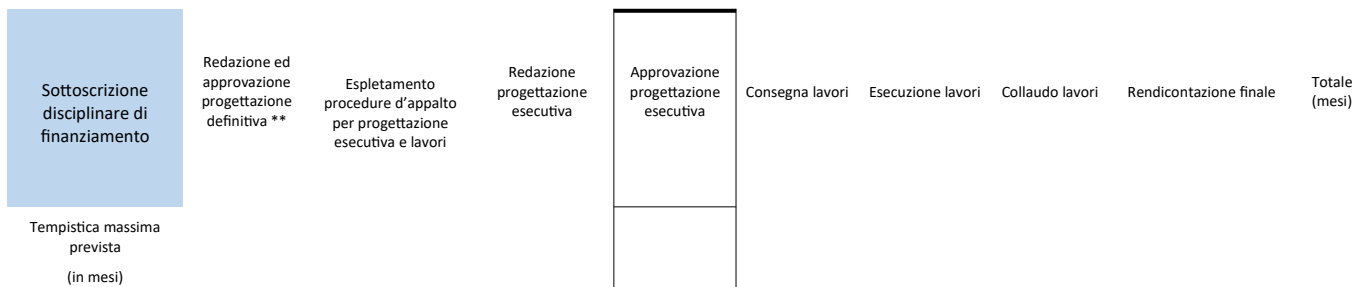 Sottoscrizione
disciplinare di
finanziamento
Redazione ed
approvazione
progettazione
definitiva **
Espletamento
procedure d'appalto
per progettazione
esecutiva e lavori
Redazione
progettazione
esecutiva
Approvazione
progettazione
esecutiva
Consegna lavori
Esecuzione lavori
Collaudo lavori
Rendicontazione finale
Totale
(mesi)
Tempistica massima
prevista
(in mesi)